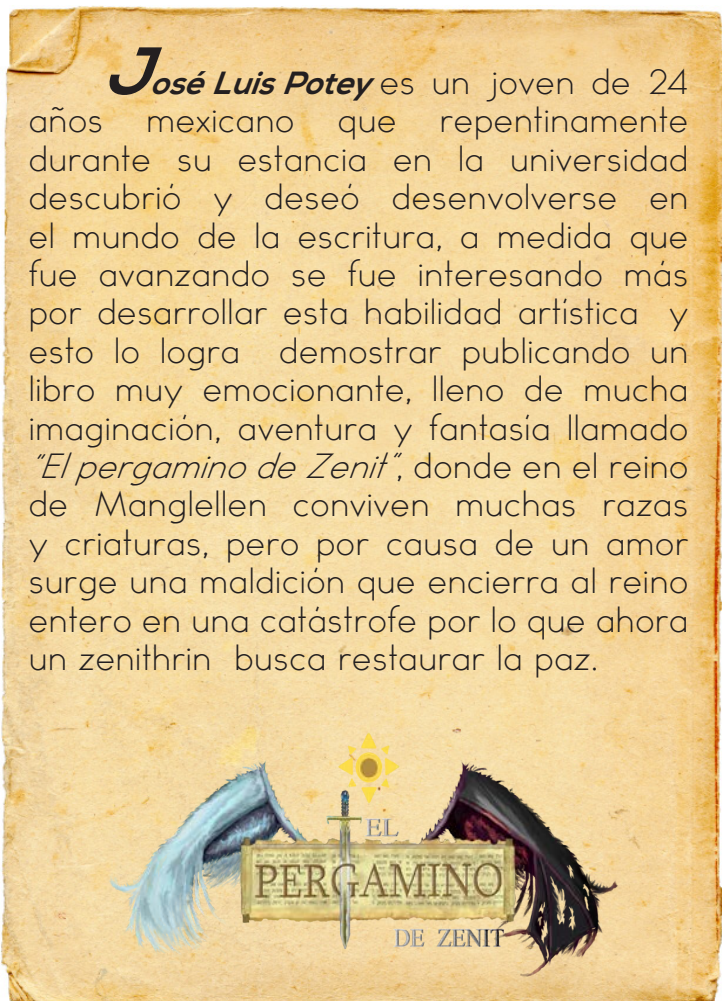 José Luis Potey es un joven de 24
años mexicano que repentinamente
durante su estancia en la universidad
descubrió y deseó desenvolverse en
el mundo de la escritura, a medida que
fue avanzando se fue interesando más
por desarrollar esta habilidad artística y
esto lo logra demostrar publicando un
libro muy emocionante, lleno de mucha
imaginación, aventura y fantasía llamado
"El pergamino de Zenit", donde en el reino
de Manglellen conviven muchas razas
y criaturas, pero por causa de un amor
surge una maldición que encierra al reino
entero en una catástrofe por lo que ahora
un zenithrin busca restaurar la paz.
EL
PERGAMINO
DE ZENIT